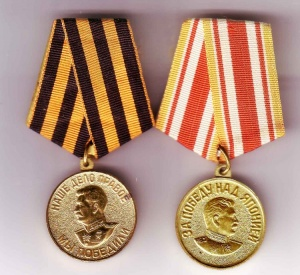 НАШЕ ДЕЛО ПРАВОЕ
МЫ ПОБЕДИЛИ
ЗА ПОБЕДУ НАД ЯПОНИЕЙ